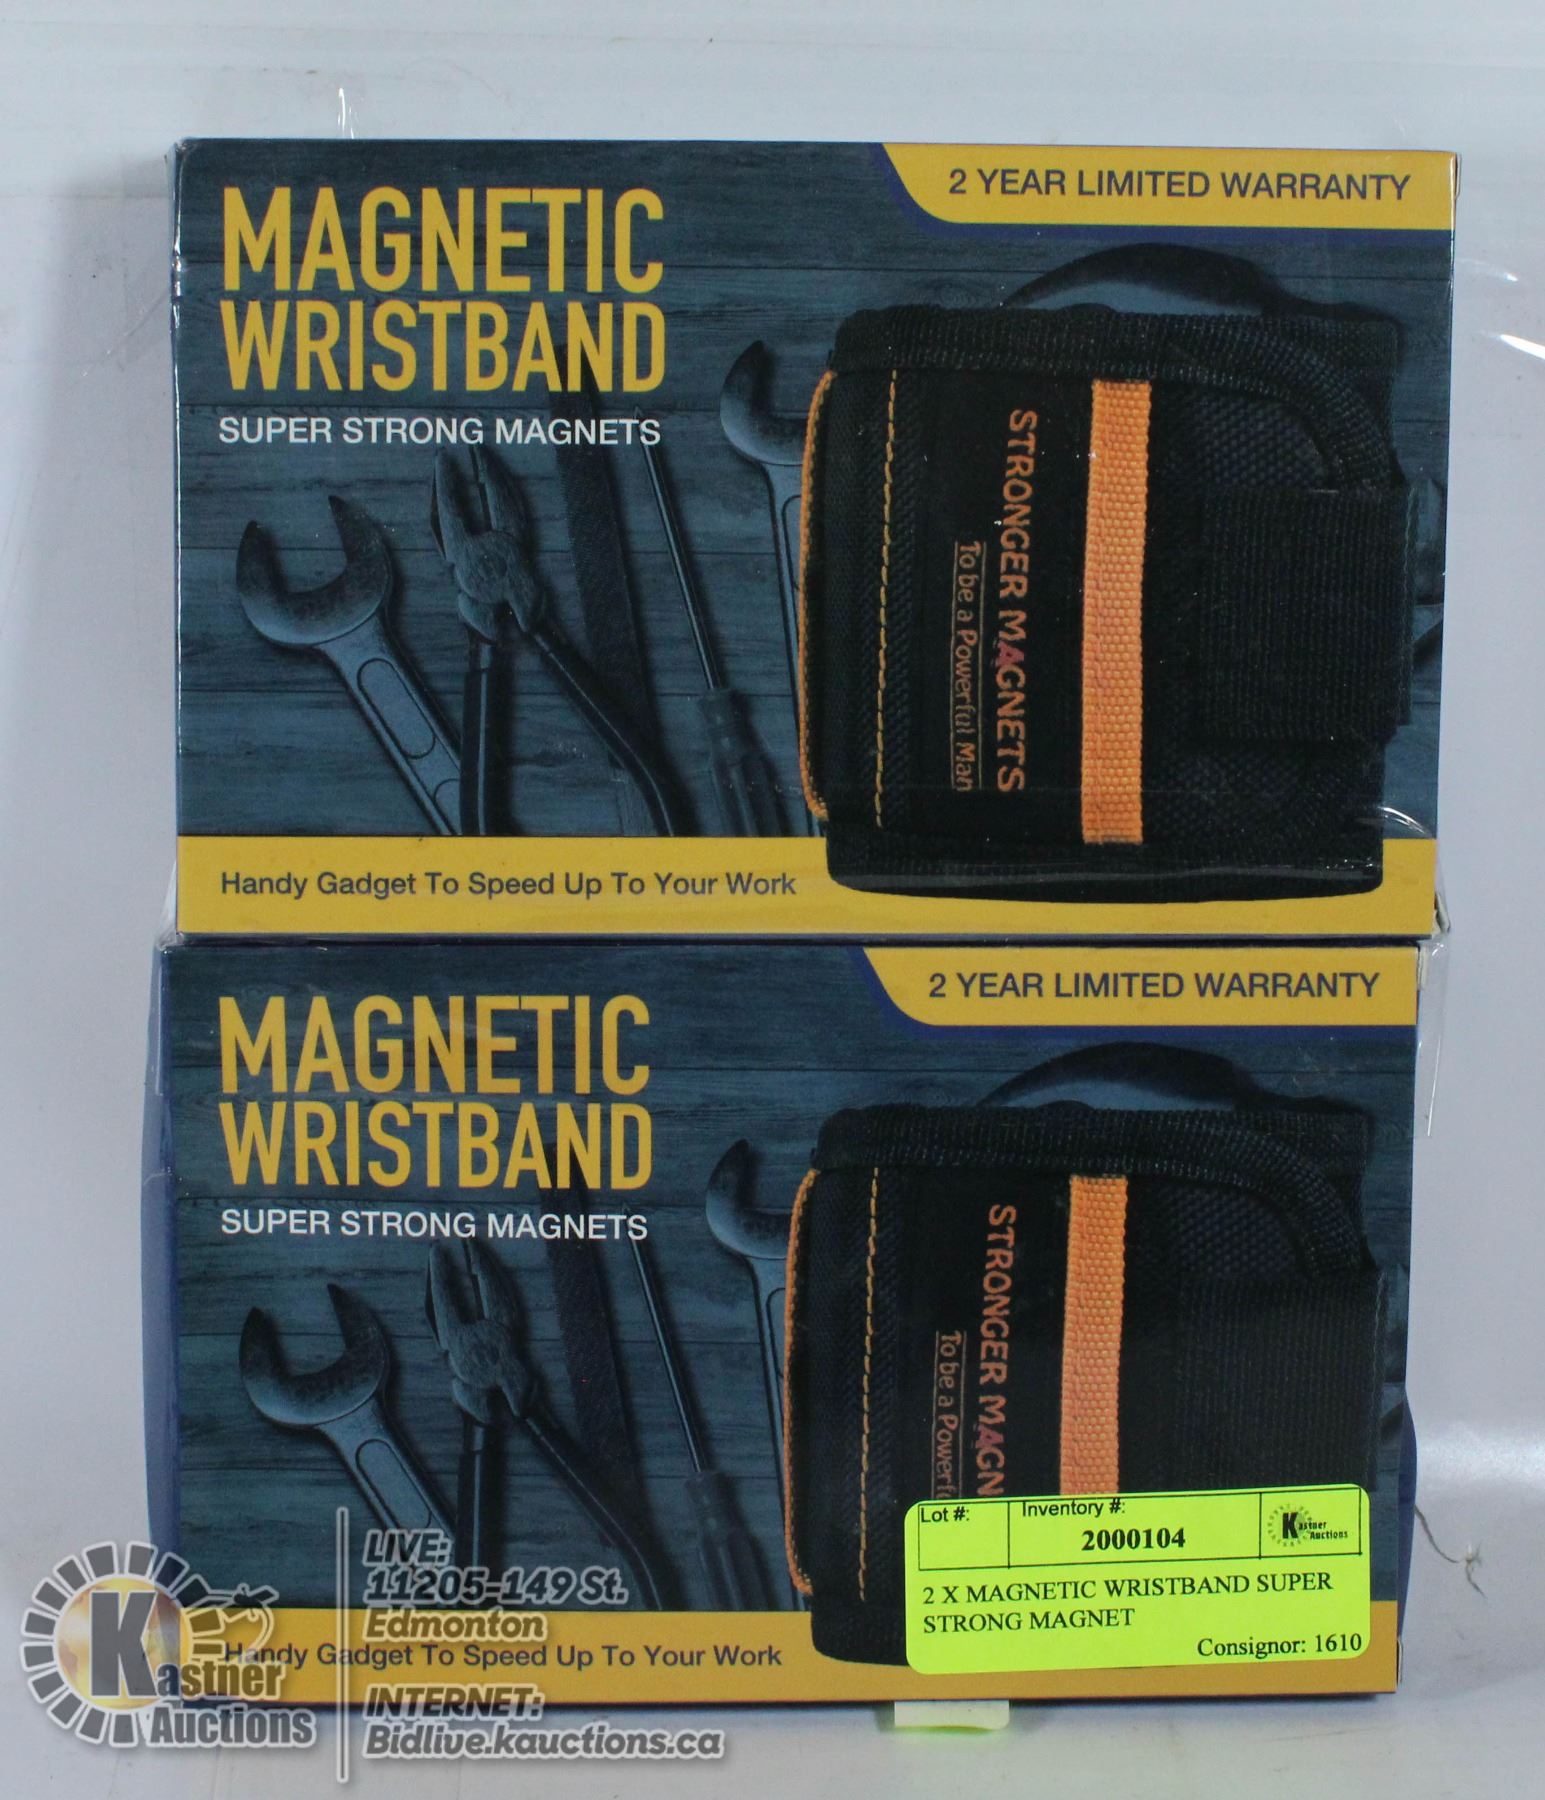 MAGNETIC
WRISTBAND
SUPER STRONG MAGNETS
2 YEAR LIMITED WARRANTY
STRONGER MAGNETS
To be a Powerful Man
Handy Gadget To Speed Up To Your Work
MAGNETIC
WRISTBAND
SUPER STRONG MAGNETS
2 YEAR LIMITED WARRANTY
STRONGER MAGN
To be a Powerf
Handy Gadget To Speed Up To Your Work
Lot #:
Inventory #:
2000104
Kastner
Auctions
2 X MAGNETIC WRISTBAND SUPER
STRONG MAGNET
Consignor: 1610
Kastner
Auctions
LIVE:
11205-149 St.
Edmonton
INTERNET:
Bidlive.kauctions.ca